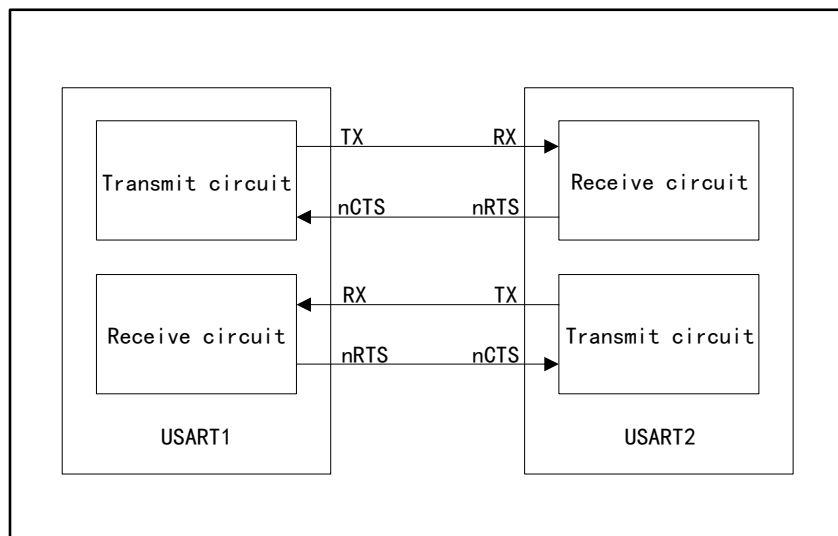 TX RX
Transmit circuit Receive circuit
nCTS nRTS
RX TX
Receive circuit Transmit circuit
nRTS nCTS
USART1 USART2